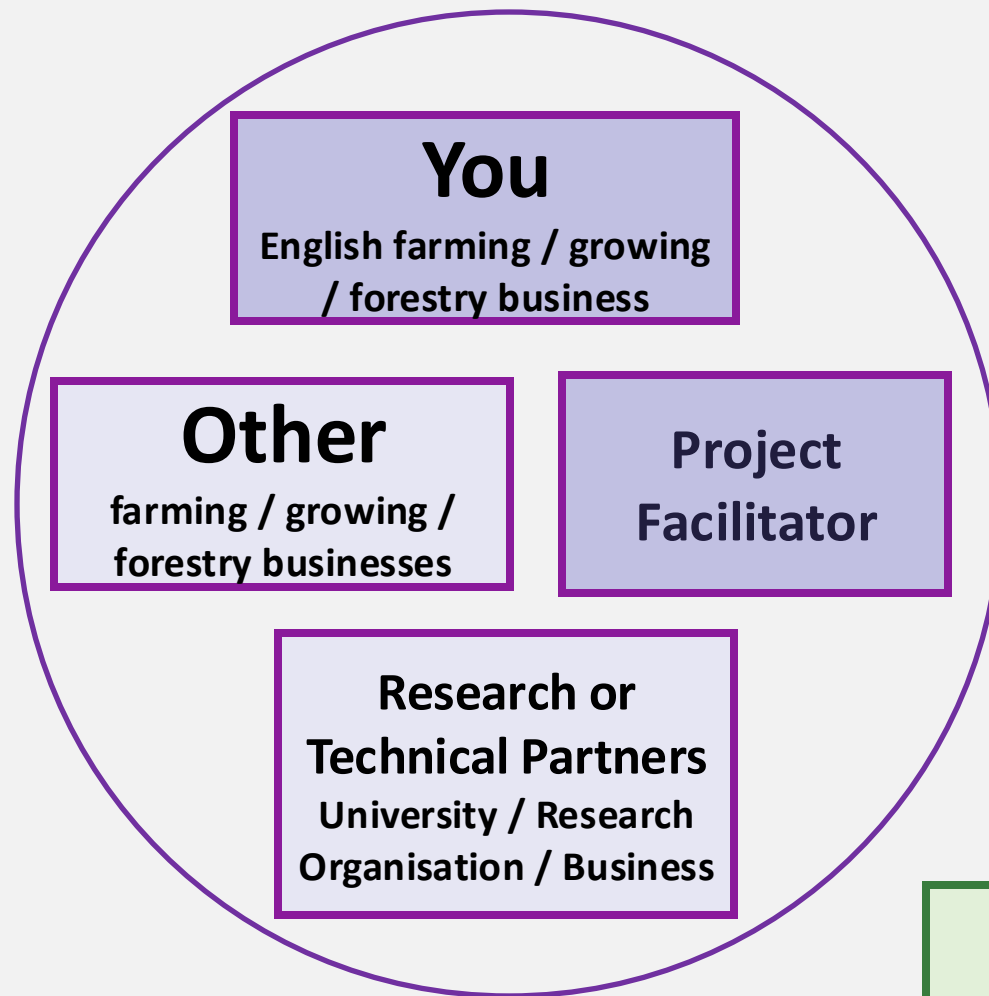 You
English farming / growing
/ forestry business
Other
farming / growing /
forestry businesses
Project
Facilitator
Research or
Technical Partners
University / Research
Organisation / Business